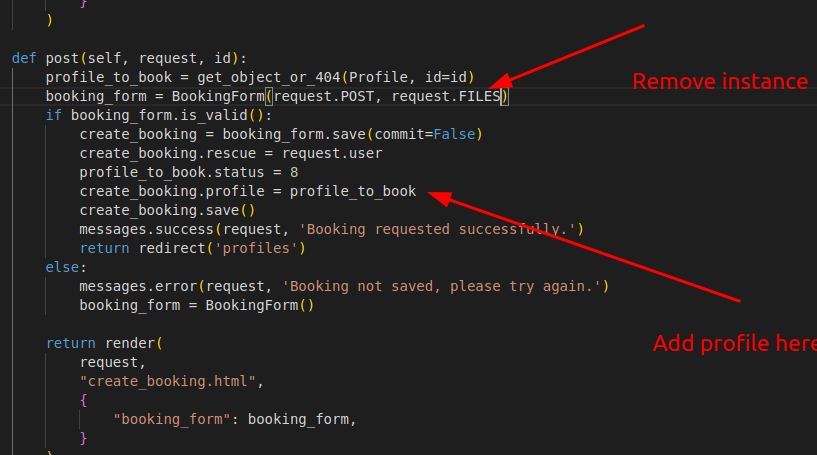 }
)
def post(self, request, id):
profile_to_book = get_object_or_404(Profile, id=id)
Remove instance
booking_form = BookingForm(request.POST, request.FILES)
if booking_form.is_valid():
create_booking = booking_form.save(commit=False)
create_booking.rescue = request.user
profile_to_book.status = 8
create_booking.profile = profile_to_book
create_booking.save()
messages.success(request, 'Booking requested successfully.')
return redirect('profiles')
else:
messages.error(request, 'Booking not saved, please try again.')
booking_form = BookingForm()
return render(
Add profile here
request,
"create_booking.html",
{
"booking_form": booking_form,
}
)